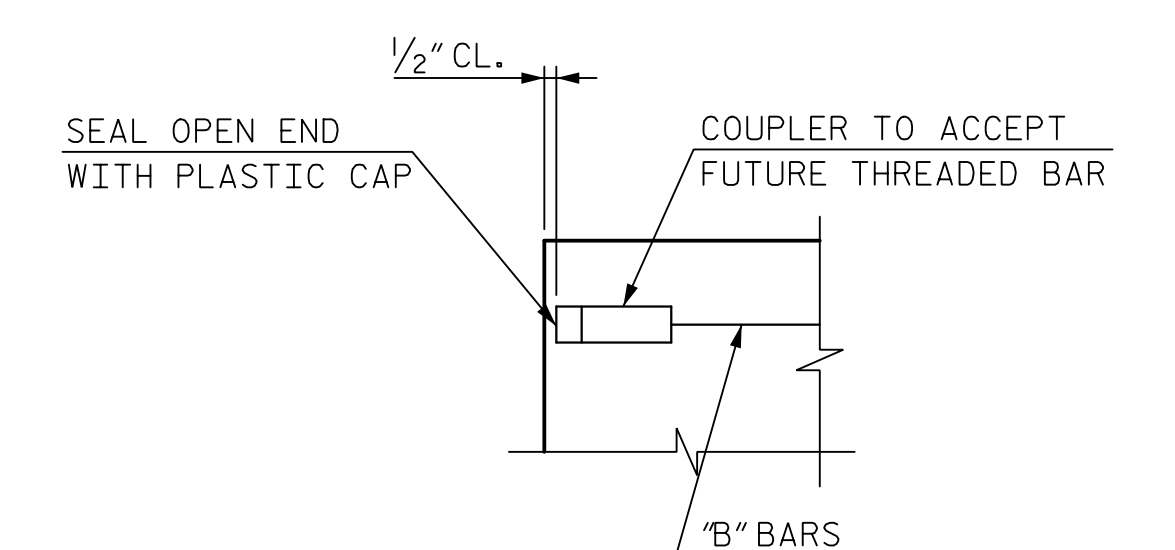 ½" CL.
SEAL OPEN END
WITH PLASTIC CAP
COUPLER TO ACCEPT
FUTURE THREADED BAR
"B" BARS